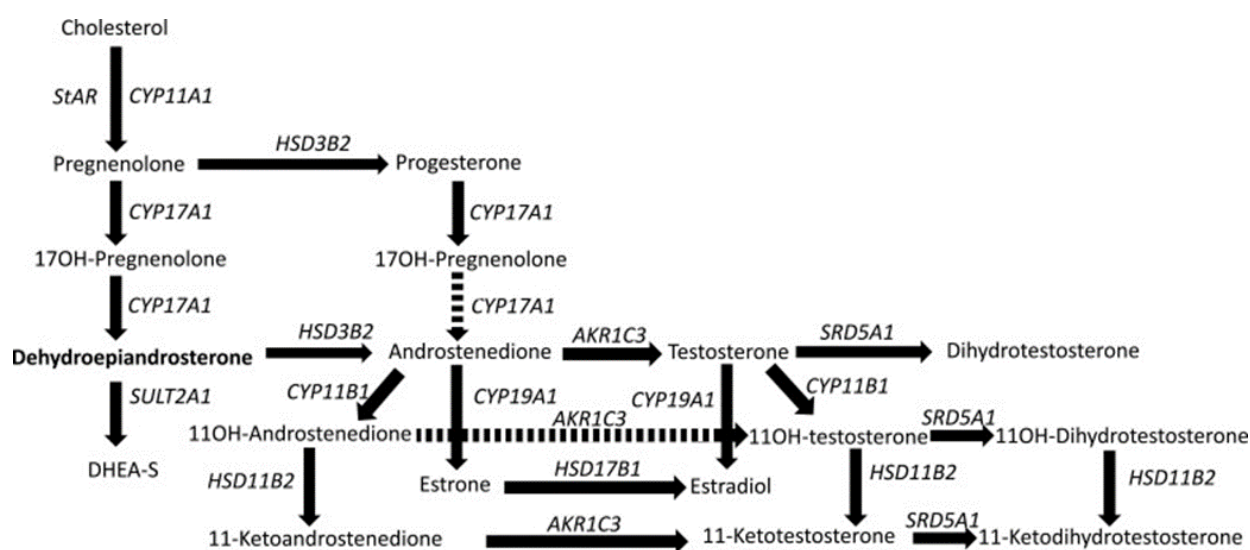 Cholesterol
StAR CYP11A1
HSD3B2
Pregnenolone Progesterone
CYP17A1 CYP17A1
17OH-Pregnenolone 17OH-Pregnenolone
CYP17A1 CYP17A1
HSD3B2 AKR1C3 SRD5A1
Dehydroepiandrosterone Androstenedione Testosterone Dihydrotestosterone
SULT2A1 CYP11B1 CYP19A1 CYP19A1 CYP11B1
AKR1C3 SRD5A1
11OH-Androstenedione 11OH-testosterone 11OH-Dihydrotestosterone
DHEA-S HSD11B2 HSD17B1 HSD11B2 HSD11B2
Estrone Estradiol
AKR1C3 SRD5A1
11-Ketoandrostenedione 11-Ketotestosterone 11-Ketodihydrotestosterone